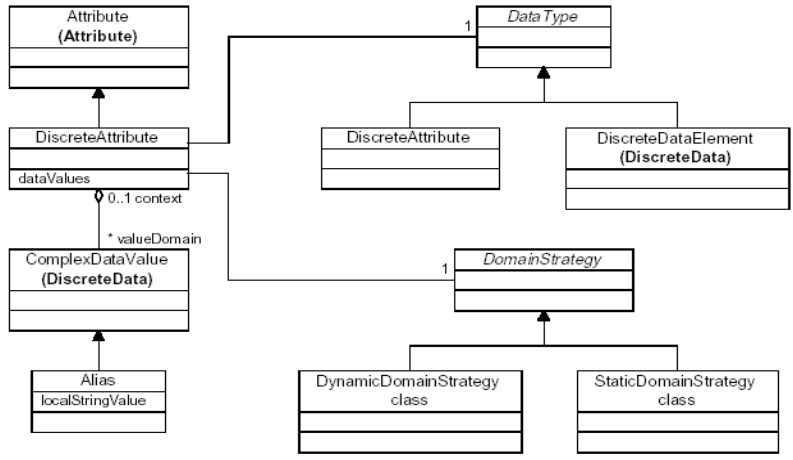 Attribute
(Attribute)
1
DataType
DiscreteAttribute
dataValues
DiscreteAttribute
DiscreteDataElement
(DiscreteData)
0..1 context
* valueDomain
ComplexDataValue
(DiscreteData)
1
DomainStrategy
Alias
localStringValue
DynamicDomainStrategy
class
StaticDomainStrategy
class